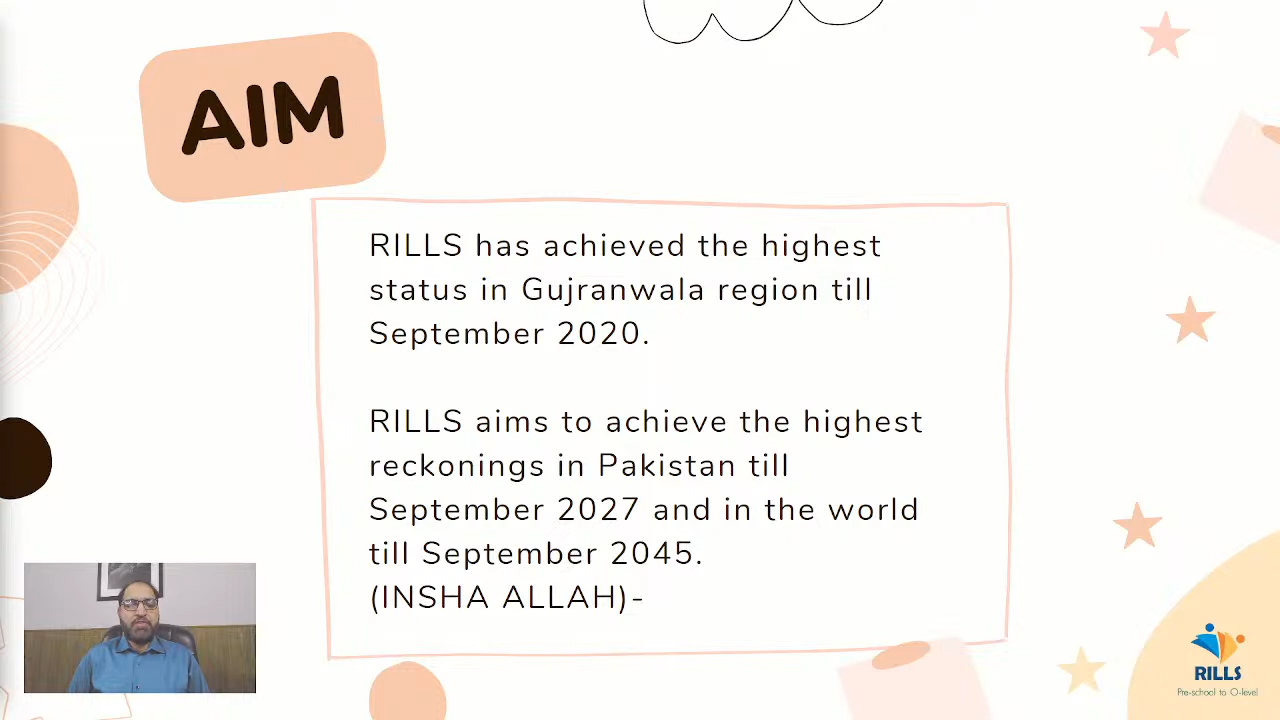 AIM
RILLS has achieved the highest
status in Gujranwala region till
September 2020.
RILLS aims to achieve the highest
reckonings in Pakistan till
September 2027 and in the world
till September 2045.
(INSHA ALLAH)-
RILLS
Pre-school to O-level